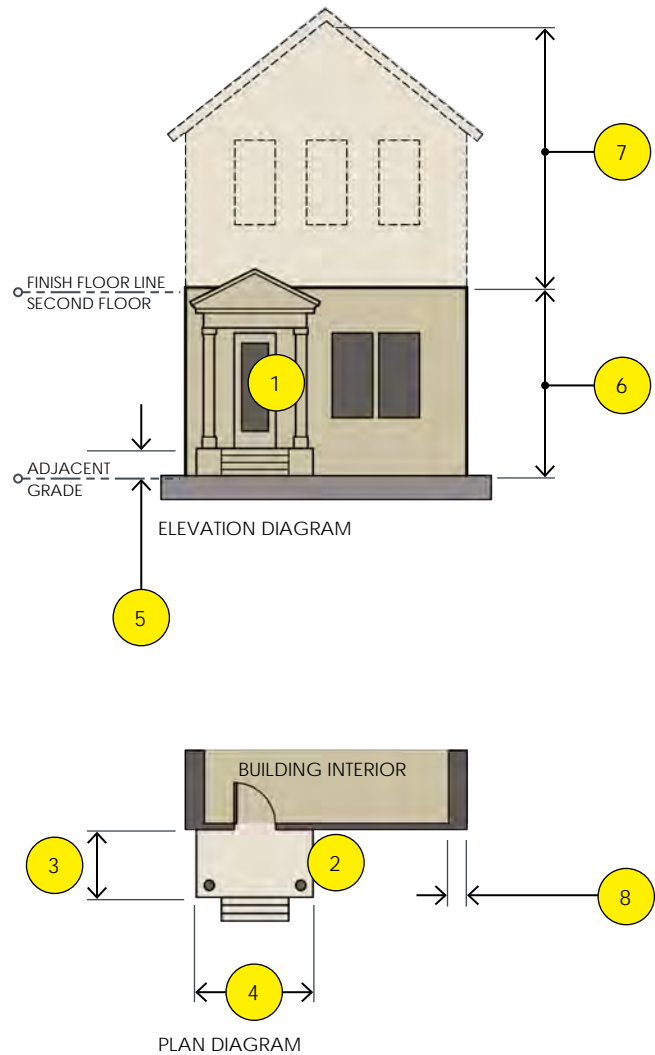 7
FINISH FLOOR LINE
SECOND FLOOR
1
6
ADJACENT
GRADE
ELEVATION DIAGRAM
5
BUILDING INTERIOR
3
2
8
4
PLAN DIAGRAM